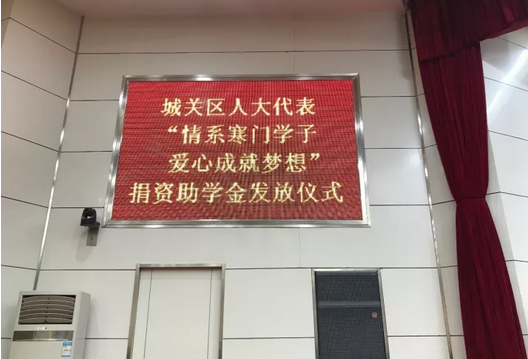 城关区人大代表
“情系寒门学子
爱心成就梦想”
捐资助学金发放仪式